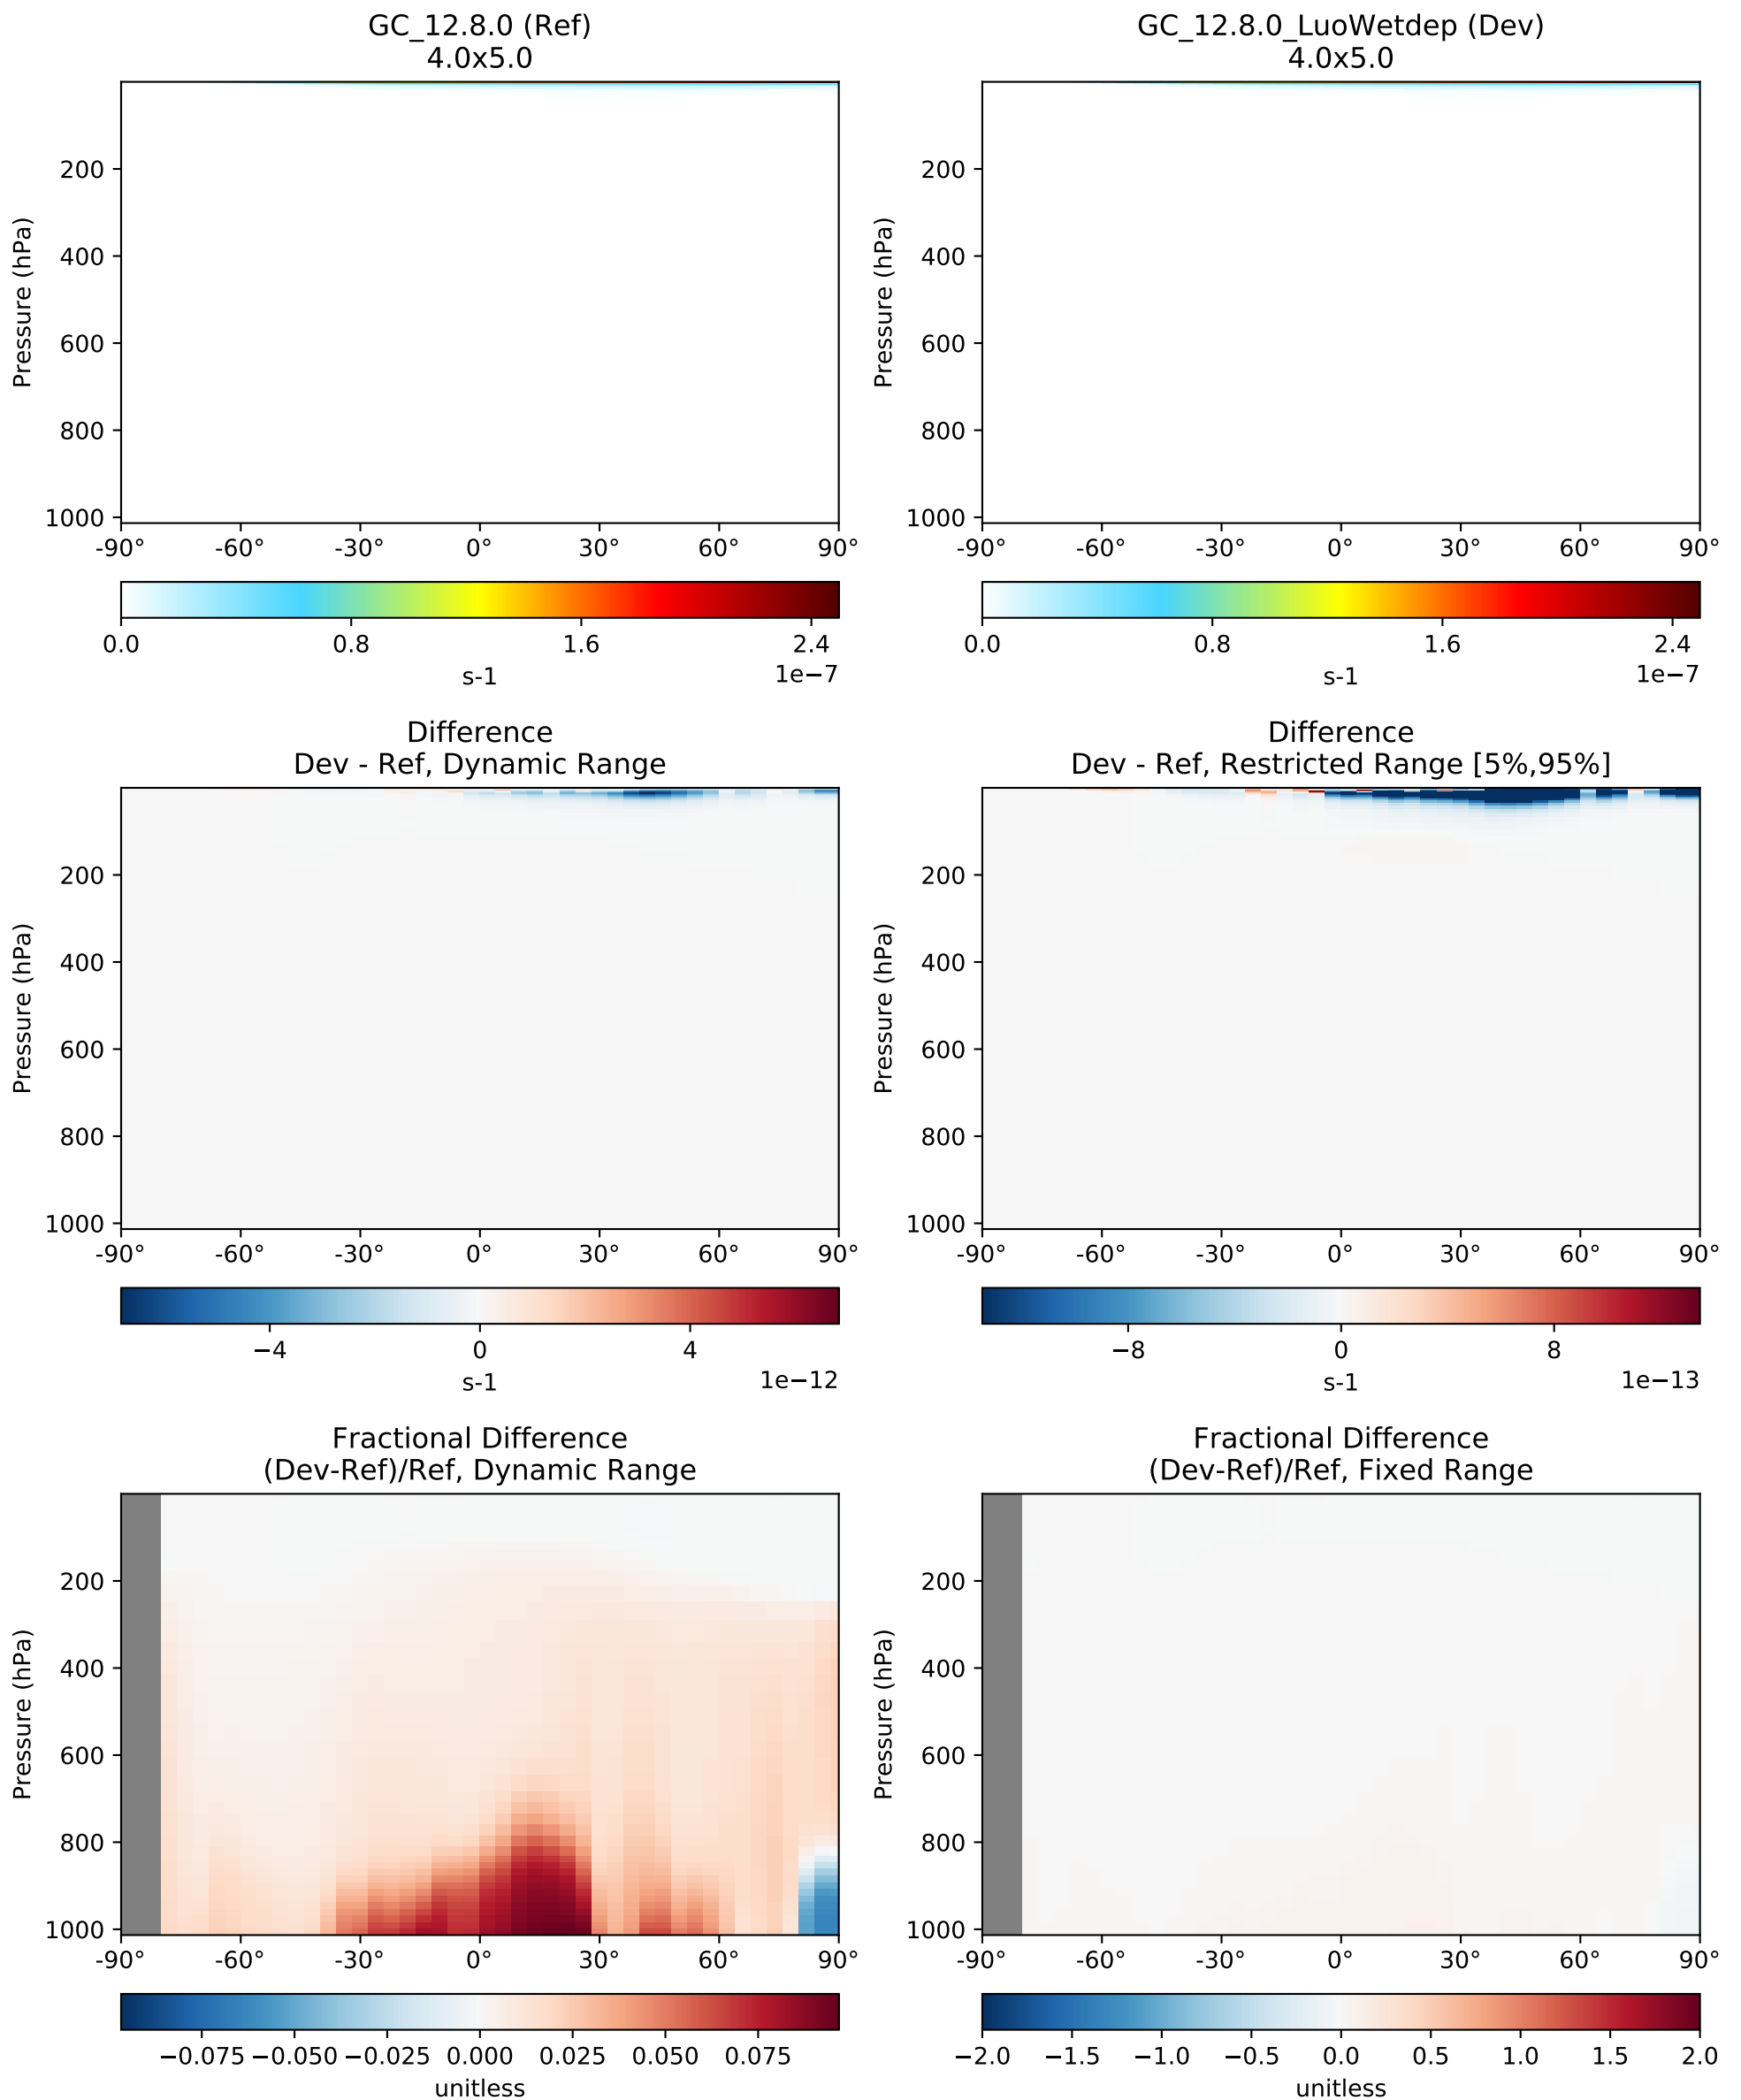 GC_12.8.0 (Ref)
4.0x5.0
Pressure (hPa)
200
400
600
800
1000
-90° -60° -30° 0° 30° 60° 90°
0.0 0.8 1.6 2.4
s-1
1e−7
GC_12.8.0_LuoWetdep (Dev)
4.0x5.0
Pressure (hPa)
200
400
600
800
1000
-90° -60° -30° 0° 30° 60° 90°
0.0 0.8 1.6 2.4
s-1
1e−7
Difference
Dev - Ref, Dynamic Range
Pressure (hPa)
200
400
600
800
1000
-90° -60° -30° 0° 30° 60° 90°
−4 0 4
s-1
1e−12
Difference
Dev - Ref, Restricted Range [5%,95%]
Pressure (hPa)
200
400
600
800
1000
-90° -60° -30° 0° 30° 60° 90°
−8 0 8
s-1
1e−13
Fractional Difference
(Dev-Ref)/Ref, Dynamic Range
Pressure (hPa)
200
400
600
800
1000
-90° -60° -30° 0° 30° 60° 90°
−0.075 −0.050 −0.025 0.000 0.025 0.050 0.075
unitless
Fractional Difference
(Dev-Ref)/Ref, Fixed Range
Pressure (hPa)
200
400
600
800
1000
-90° -60° -30° 0° 30° 60° 90°
−2.0 −1.5 −1.0 −0.5 0.0 0.5 1.0 1.5 2.0
unitless